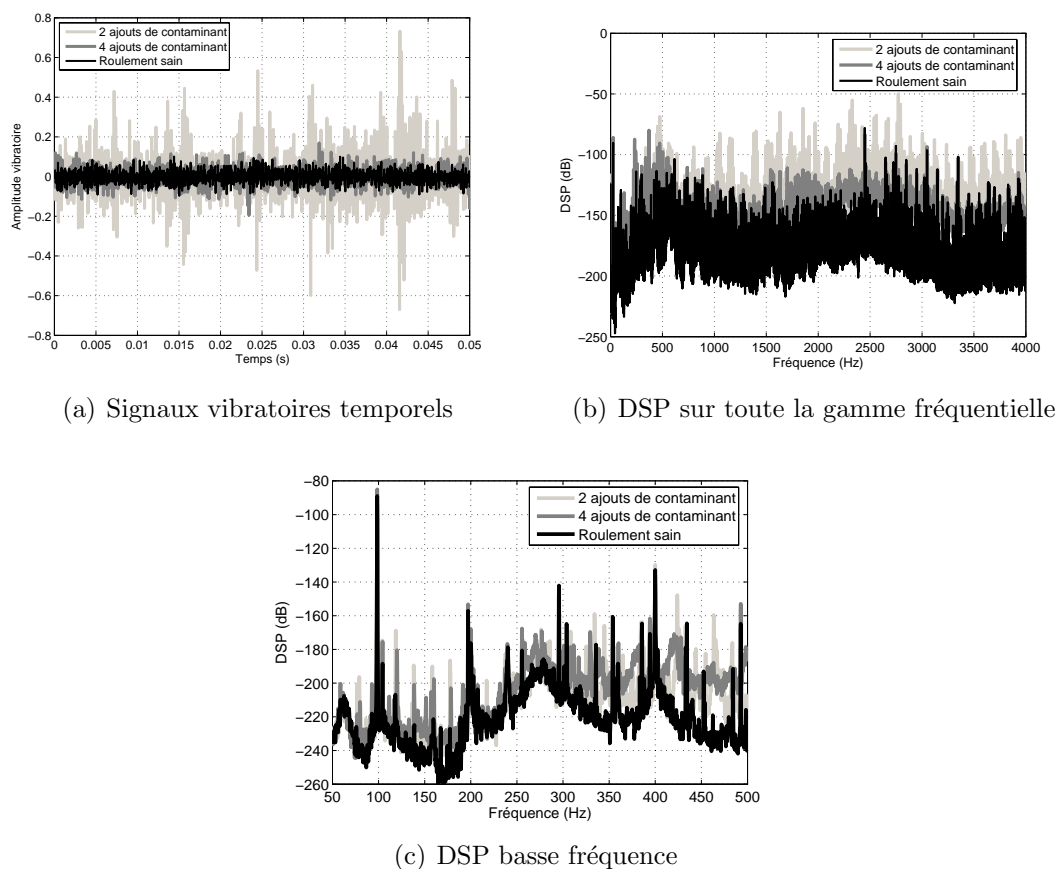 2 ajouts de contaminant
4 ajouts de contaminant
Roulement sain
Amplitude vibratoire
0.8
0.6
0.4
0.2
0
−0.2
−0.4
−0.6
−0.8
0 0.005 0.01 0.015 0.02 0.025 0.03 0.035 0.04 0.045 0.05
Temps (s)
(a) Signaux vibratoires temporels
2 ajouts de contaminant
4 ajouts de contaminant
Roulement sain
DSP (dB)
0
−50
−100
−150
−200
−250
0 500 1000 1500 2000 2500 3000 3500 4000
Fréquence (Hz)
(b) DSP sur toute la gamme fréquentielle
2 ajouts de contaminant
4 ajouts de contaminant
Roulement sain
DSP (dB)
−80
−100
−120
−140
−160
−180
−200
−220
−240
−260
50 100 150 200 250 300 350 400 450 500
Fréquence (Hz)
(c) DSP basse fréquence